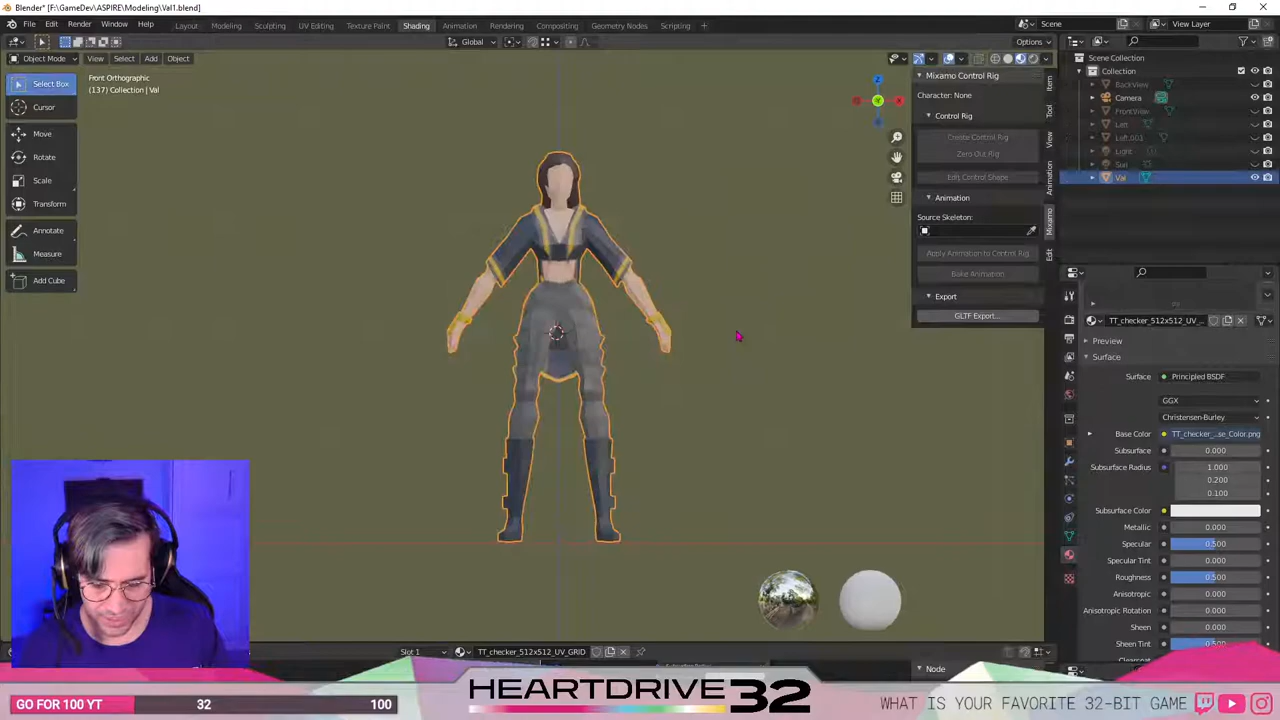 Blender* [F:\GameDev\ASPIRE\Modeling\Val1.blend]
File Edit Render Window Help Layout Modeling Sculpting UV Editing Texture Paint Shading Animation Rendering Compositing Geometry Nodes Scripting Scene View Layer
Global Options
Object Mode View Select Add Object
Select Box
Cursor
Move
Rotate
Scale
Transform
Annotate
Measure
Add Cube
Front Orthographic
(137) Collection | Val
Mixamo Control Rig
Character: None
Control Rig
Create Control Rig
Zero Out Rig
Edit Control Shape
Animation
Source Skeleton:
Apply Animation to Control Rig
Bake Animation
Export
GLTF Export...
Item
Tool
View
Animation
Mixamo
Edit
Scene Collection
Collection
BackView
Camera
FrontView
Left
Left.001
Light
Sun
Val
TT_checker_512x512_UV_...
Preview
Surface
Surface Principled BSDF
GGX
Christensen-Burley
Base Color TT_checker_...se_Color.png
Subsurface 0.000
Subsurface Radius 1.000
0.200
0.100
Subsurface Color
Metallic 0.000
Specular 0.500
Specular Tint 0.000
Roughness 0.500
Anisotropic 0.000
Anisotropic Rotation 0.000
Sheen 0.000
Sheen Tint 0.500
Slot 1 TT_checker_512x512_UV_GRID
Node
GO FOR 100 YT 32 100
HEARTDRIVE 32
WHAT IS YOUR FAVORITE 32-BIT GAME